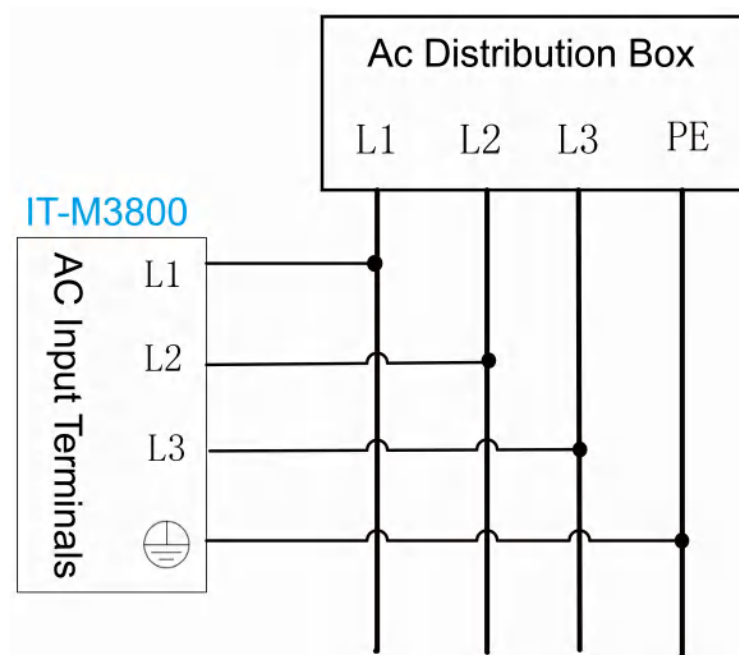 Ac Distribution Box
L1 L2 L3 PE
IT-M3800
AC Input Terminals
L1
L2
L3